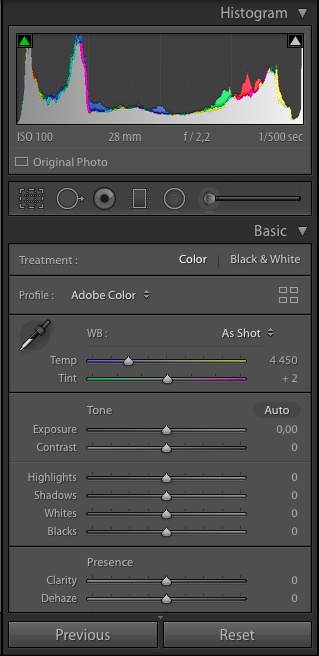 Histogram
ISO 100 28 mm f / 2,2 1/500 sec
Original Photo
Basic
Treatment : Color Black & White
Profile : Adobe Color
WB : As Shot
Temp 4 450
Tint + 2
Tone Auto
Exposure 0,00
Contrast 0
Highlights 0
Shadows 0
Whites 0
Blacks 0
Presence
Clarity 0
Dehaze 0
Previous Reset